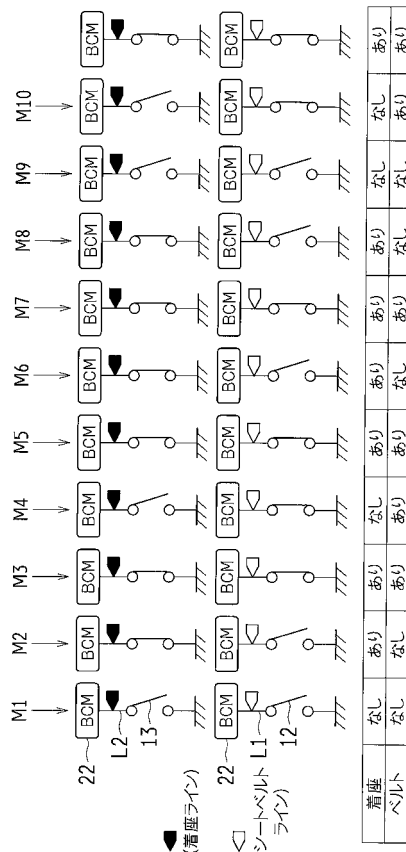 M1 M2 M3 M4 M5 M6 M7 M8 M9 M10
22 BCM BCM BCM BCM BCM BCM BCM BCM BCM BCM BCM
L2
13
着座ライン)
22 BCM BCM BCM BCM BCM BCM BCM BCM BCM BCM BCM
L1
12
シートベルト
ライン)
着座 なし あり あり なし あり あり あり あり なし なし あり
ベルト なし なし あり あり あり なし あり なし なし あり あり